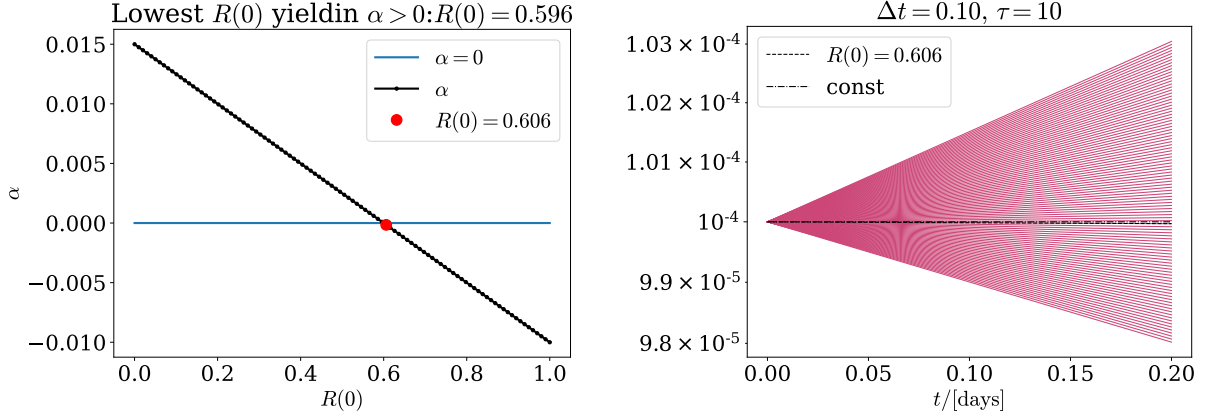 Lowest R(0) yieldin α > 0:R(0) = 0.596
α
0.015
0.010
0.005
0.000
−0.005
−0.010
0.0 0.2 0.4 0.6 0.8 1.0
R(0)
α = 0
α
R(0) = 0.606
Δt = 0.10, τ = 10
1.03 × 10⁻⁴
1.02 × 10⁻⁴
1.01 × 10⁻⁴
10⁻⁴
9.9 × 10⁻⁵
9.8 × 10⁻⁵
0.00 0.05 0.10 0.15 0.20
t/[days]
R(0) = 0.606
const